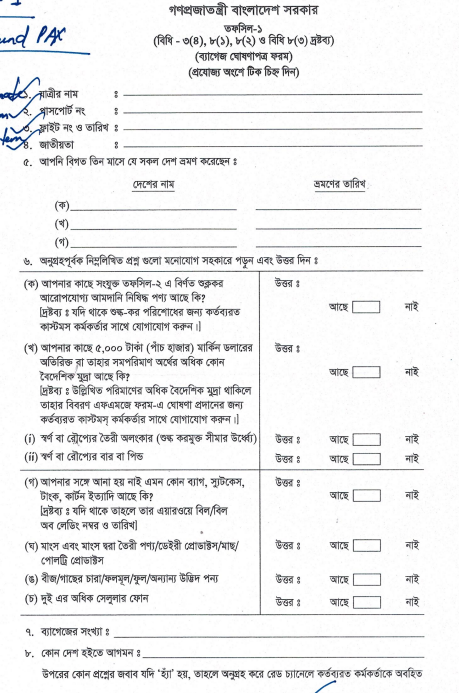 গণপ্রজাতন্ত্রী বাংলাদেশ সরকার
তফসিল-১
(বিধি - ৩(৪), ৮(১), ৮(২) ও বিধি ৮(৩) দ্রষ্টব্য)
(ব্যাগেজ ঘোষণাপত্র ফরম)
(প্রযোজ্য অংশে টিক চিহ্ন দিন)
PAX
১. যাত্রীর নাম ঃ
২. পাসপোর্ট নং ঃ
৩. ফ্লাইট নং ও তারিখ ঃ
৪. জাতীয়তা ঃ
৫. আপনি বিগত তিন মাসে যে সকল দেশ ভ্রমণ করেছেন ঃ
দেশের নাম ভ্রমণের তারিখ
(ক)
(খ)
(গ)
৬. অনুগ্রহপূর্বক নিম্নলিখিত প্রশ্ন গুলো মনোযোগ সহকারে পড়ুন এবং উত্তর দিন ঃ
(ক) আপনার কাছে সংযুক্ত তফসিল-২ এ বির্ণত শুল্ককর উত্তর ঃ
আরোপযোগ্য আমদানি নিষিদ্ধ পণ্য আছে কি? আছে নাই
[দ্রষ্টব্য ঃ যদি থাকে শুল্ক-কর পরিশোধের জন্য কর্তব্যরত
কাস্টমস কর্মকর্তার সাথে যোগাযোগ করুন।]
(খ) আপনার কাছে ৫,০০০ টাকা (পাঁচ হাজার) মার্কিন ডলারের উত্তর ঃ
অতিরিক্ত বা তাহার সমপরিমাণ অর্থের অধিক কোন
বৈদেশিক মুদ্রা আছে কি? আছে নাই
[দ্রষ্টব্য ঃ উল্লিখিত পরিমাণের অধিক বৈদেশিক মুদ্রা থাকিলে
তাহার বিবরণ এফএমজে ফরম-এ ঘোষণা প্রদানের জন্য
কর্তব্যরত কাস্টমস্ কর্মকর্তার সাথে যোগাযোগ করুন।]
(i) স্বর্ণ বা রৌপ্যের তৈরী অলংকার (শুল্ক করমুক্ত সীমার উর্ধ্বে) উত্তর ঃ আছে নাই
(ii) স্বর্ণ বা রৌপ্যের বার বা পিন্ড উত্তর ঃ আছে নাই
(গ) আপনার সঙ্গে আনা হয় নাই এমন কোন ব্যাগ, স্যুটকেস, উত্তর ঃ
টাংক, কার্টন ইত্যাদি আছে কি? আছে নাই
[দ্রষ্টব্য ঃ যদি থাকে তাহলে তার এয়ারওয়ে বিল/বিল
অব লেডিং নম্বর ও তারিখ]
(ঘ) মাংস এবং মাংস দ্বরা তৈরী পণ্য/ডেইরী প্রোডাক্টস/মাছ/ উত্তর ঃ আছে নাই
পোলট্রি প্রোডাক্টস
(ঙ) বীজ/গাছের চারা/ফলমূল/ফুল/অন্যান্য উদ্ভিদ পন্য উত্তর ঃ আছে নাই
(চ) দুই এর অধিক সেলুলার ফোন উত্তর ঃ আছে নাই
৭. ব্যাগেজের সংখ্যা ঃ
৮. কোন দেশ হইতে আগমন ঃ
উপরের কোন প্রশ্নের জবাব যদি 'হ্যাঁ' হয়, তাহলে অনুগ্রহ করে রেড চ্যানেলে কর্তব্যরত কর্মকর্তাকে অবহিত